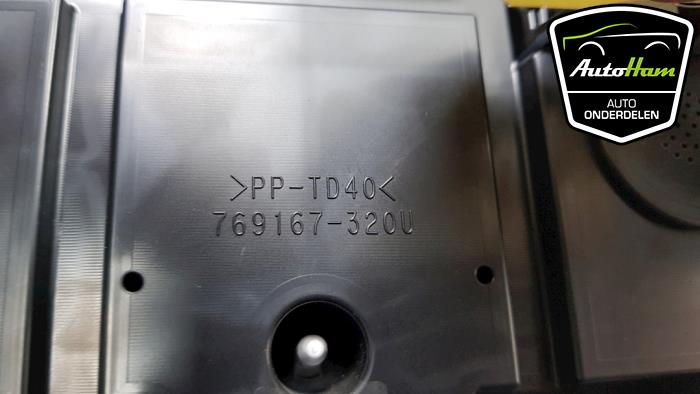 AutoHam
AUTO
ONDERDELEN
>PP-TD40<
769167-320U